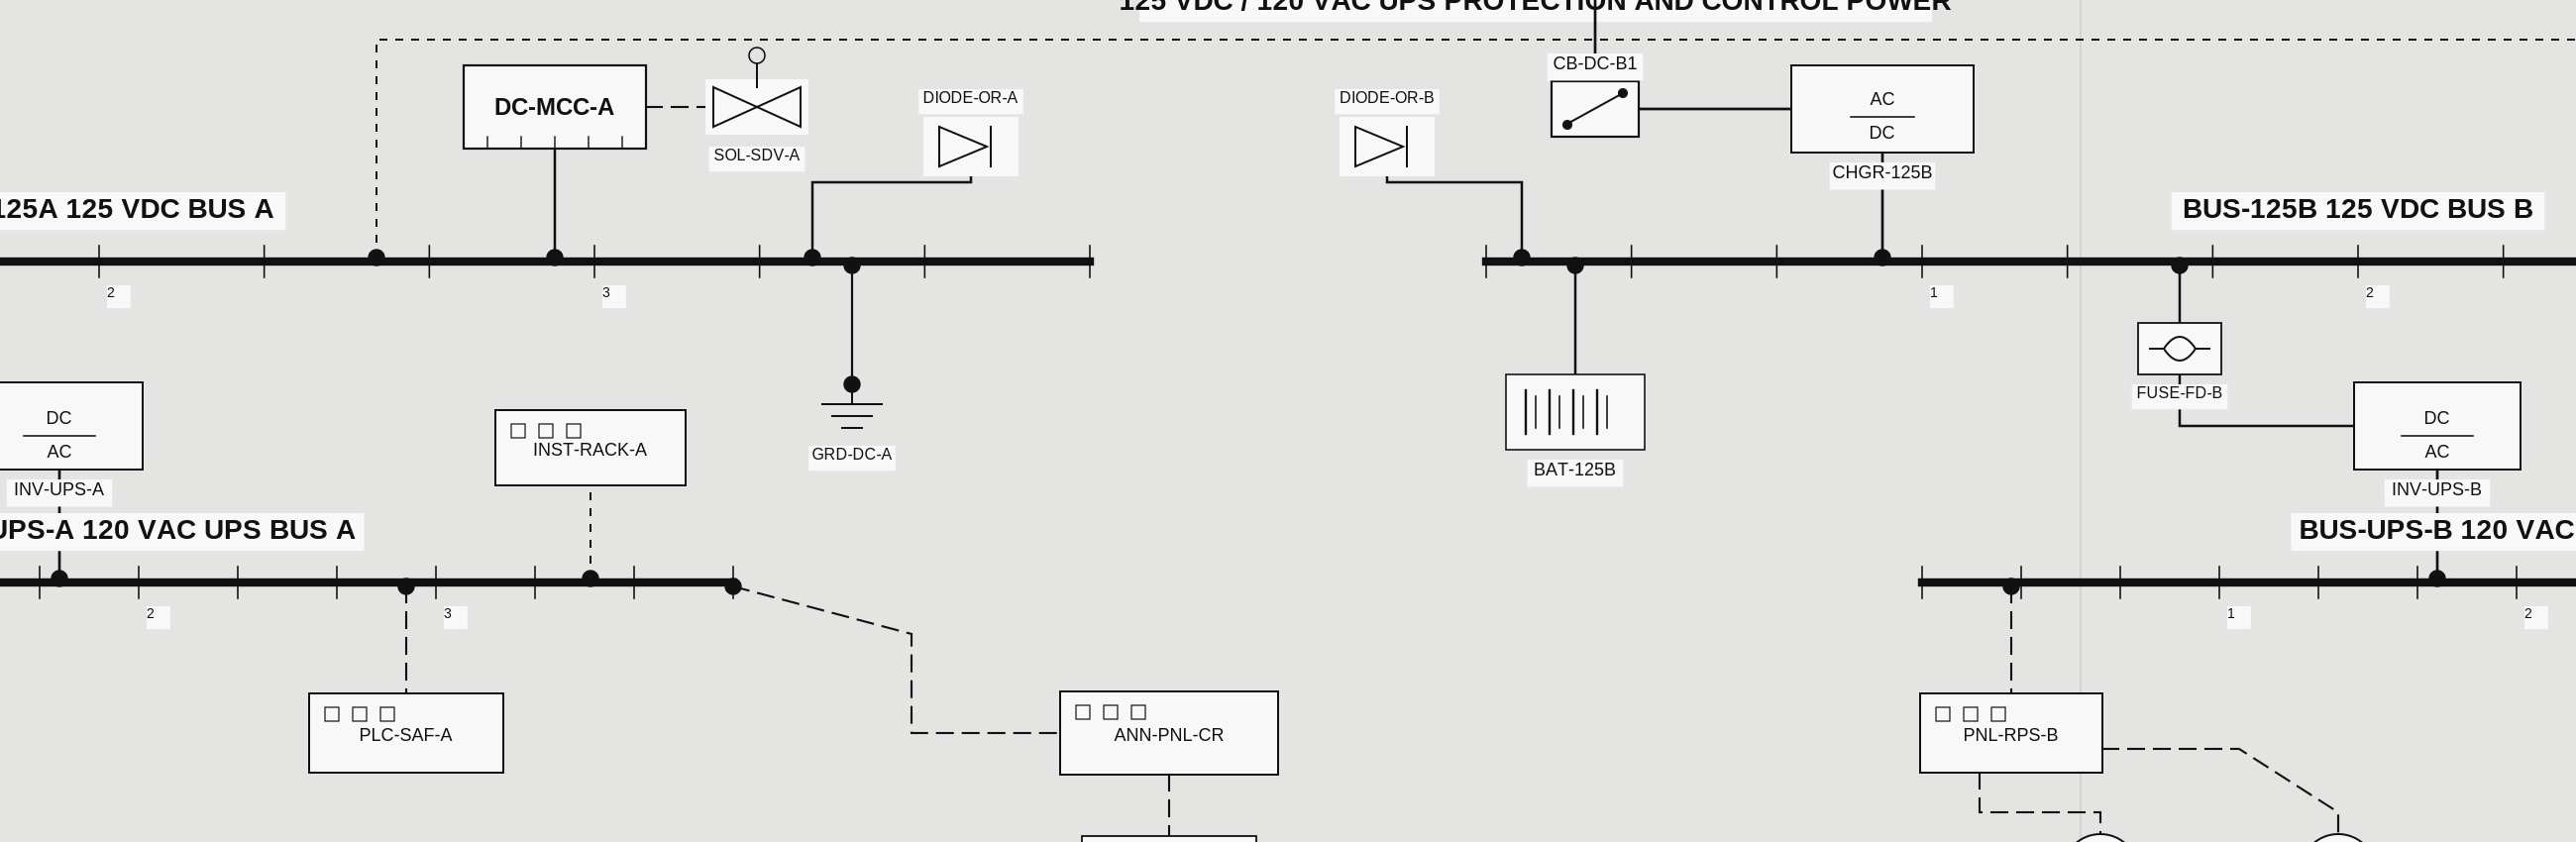 125 VDC / 120 VAC UPS PROTECTION AND CONTROL POWER
CB-DC-B1
DC-MCC-A
DIODE-OR-A
DIODE-OR-B
AC
DC
SOL-SDV-A
CHGR-125B
125A 125 VDC BUS A
BUS-125B 125 VDC BUS B
2
3
1
2
FUSE-FD-B
DC
AC
INST-RACK-A
GRD-DC-A
BAT-125B
DC
AC
INV-UPS-A
INV-UPS-B
UPS-A 120 VAC UPS BUS A
BUS-UPS-B 120 VAC
2
3
1
2
PLC-SAF-A
ANN-PNL-CR
PNL-RPS-B